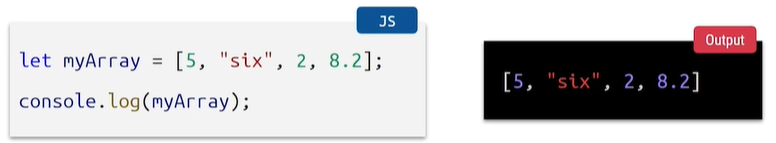 JS
let myArray = [5, "six", 2, 8.2];
console.log(myArray);
Output
[5, "six", 2, 8.2]